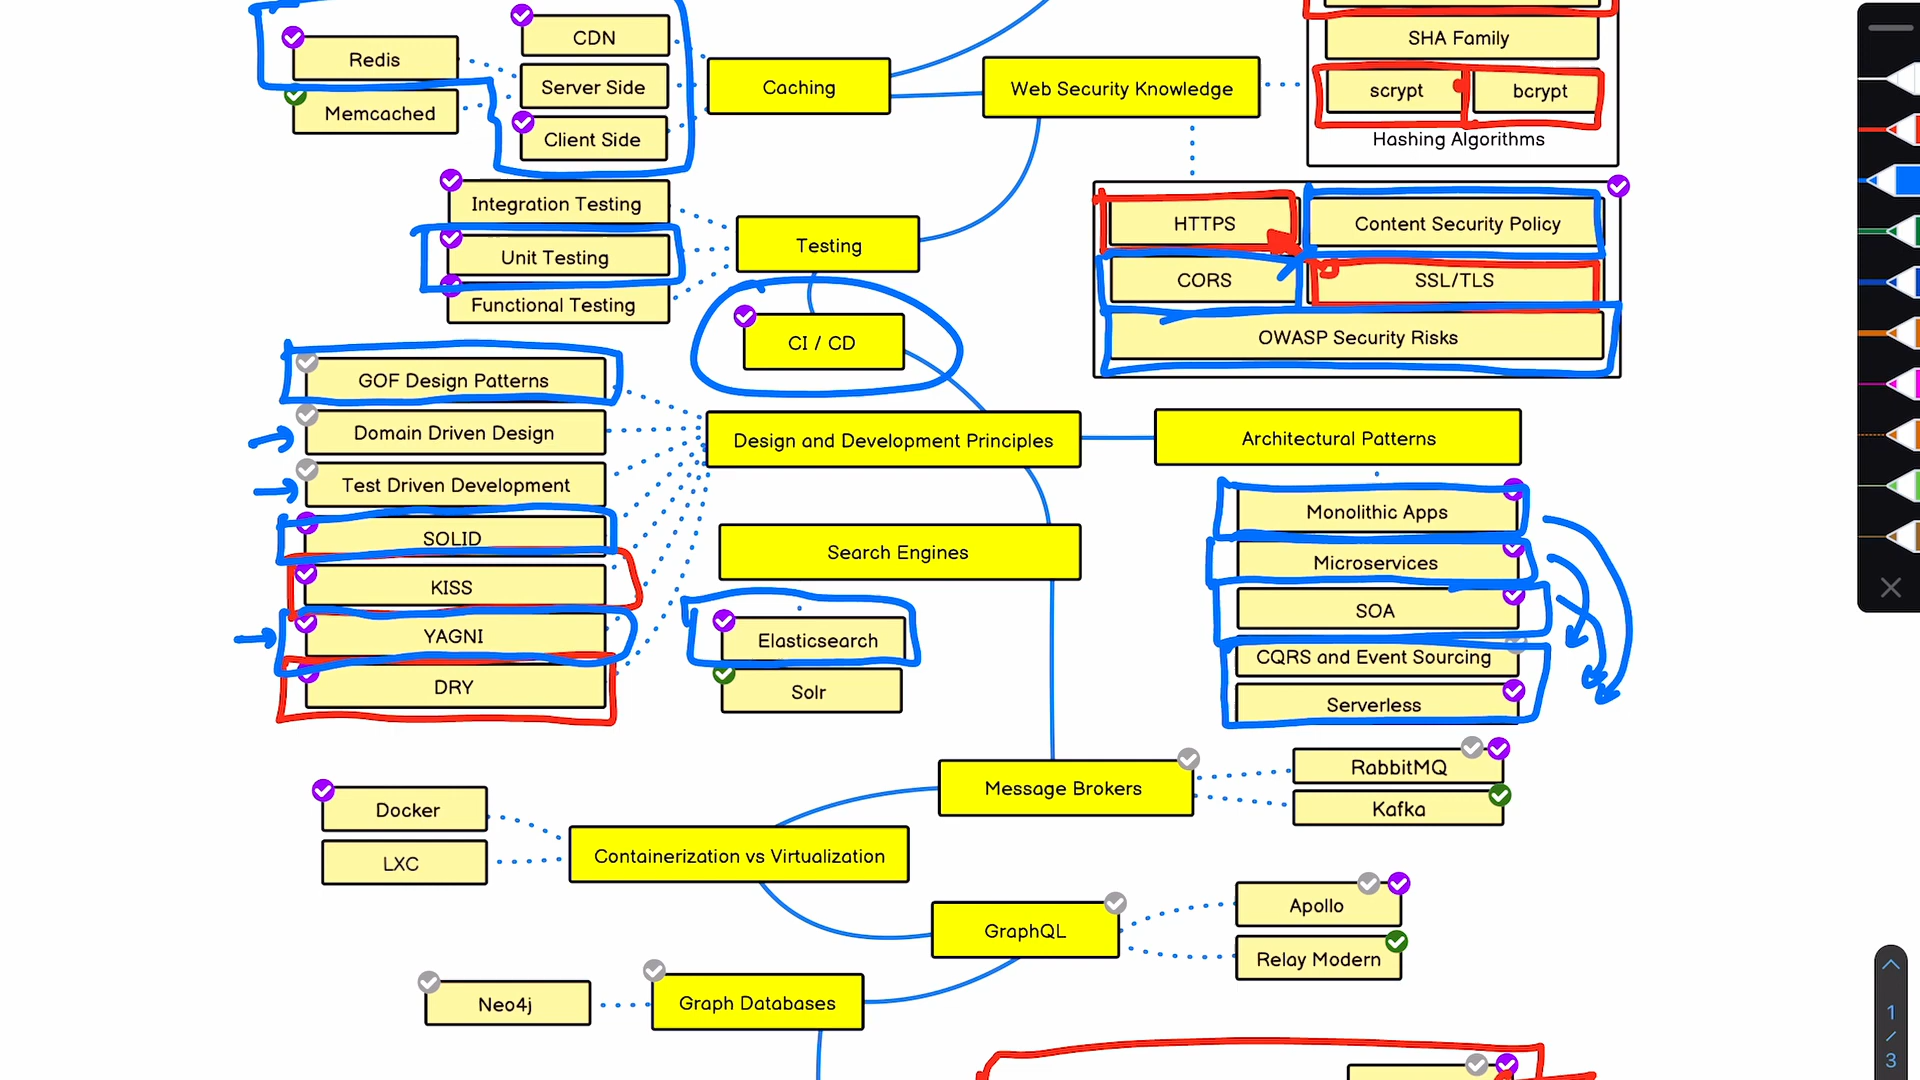 CDN
Redis
Server Side
Memcached
Client Side
Caching
Web Security Knowledge
SHA Family
scrypt
bcrypt
Hashing Algorithms
Integration Testing
Unit Testing
Functional Testing
Testing
CI / CD
HTTPS
Content Security Policy
CORS
SSL/TLS
OWASP Security Risks
GOF Design Patterns
Domain Driven Design
Test Driven Development
SOLID
KISS
YAGNI
DRY
Design and Development Principles
Architectural Patterns
Monolithic Apps
Microservices
SOA
CQRS and Event Sourcing
Serverless
Search Engines
Elasticsearch
Solr
Message Brokers
RabbitMQ
Kafka
Docker
LXC
Containerization vs Virtualization
GraphQL
Apollo
Relay Modern
Neo4j
Graph Databases
1
/
3